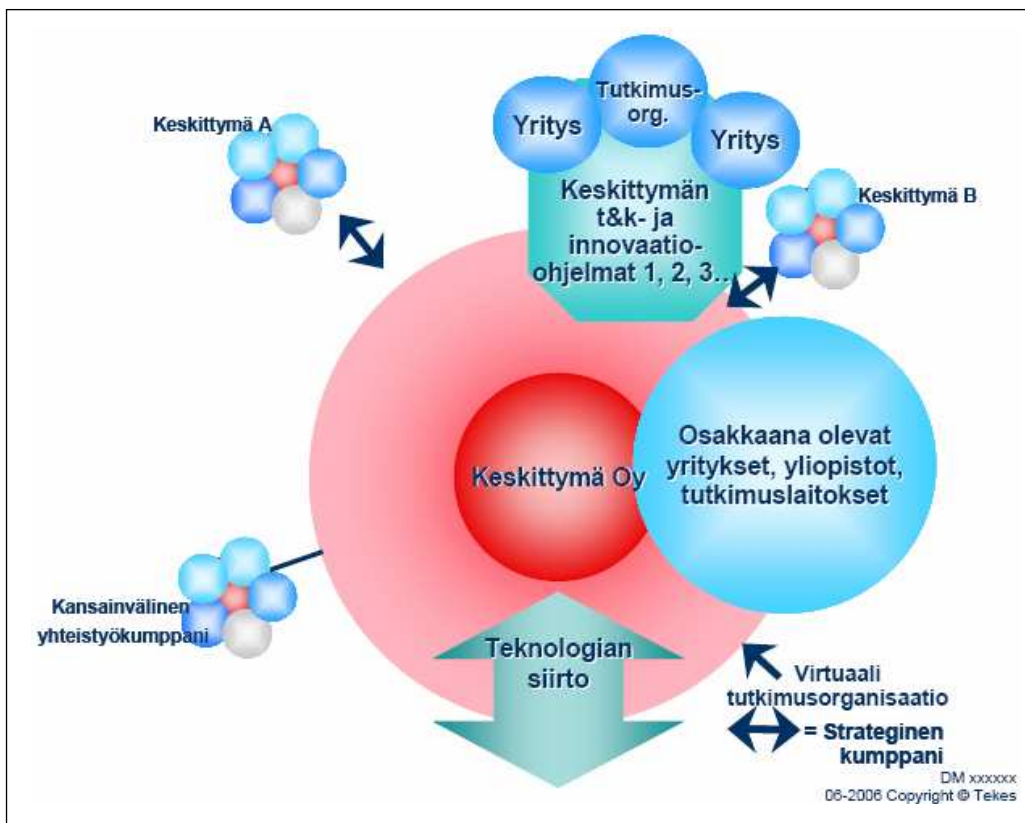 Tutkimus-
org.
Yritys
Yritys
Keskittymä A
Keskittymän
t&k- ja
innovaatio-
ohjelmat 1, 2, 3...
Keskittymä B
Osakkaana olevat
yritykset, yliopistot,
tutkimuslaitokset
Keskittymä Oy
Kansainvälinen
yhteistyökumppani
Teknologian
siirto
Virtuaali
tutkimusorganisaatio
= Strateginen
kumppani
DM xxxxxx
06-2006 Copyright © Tekes